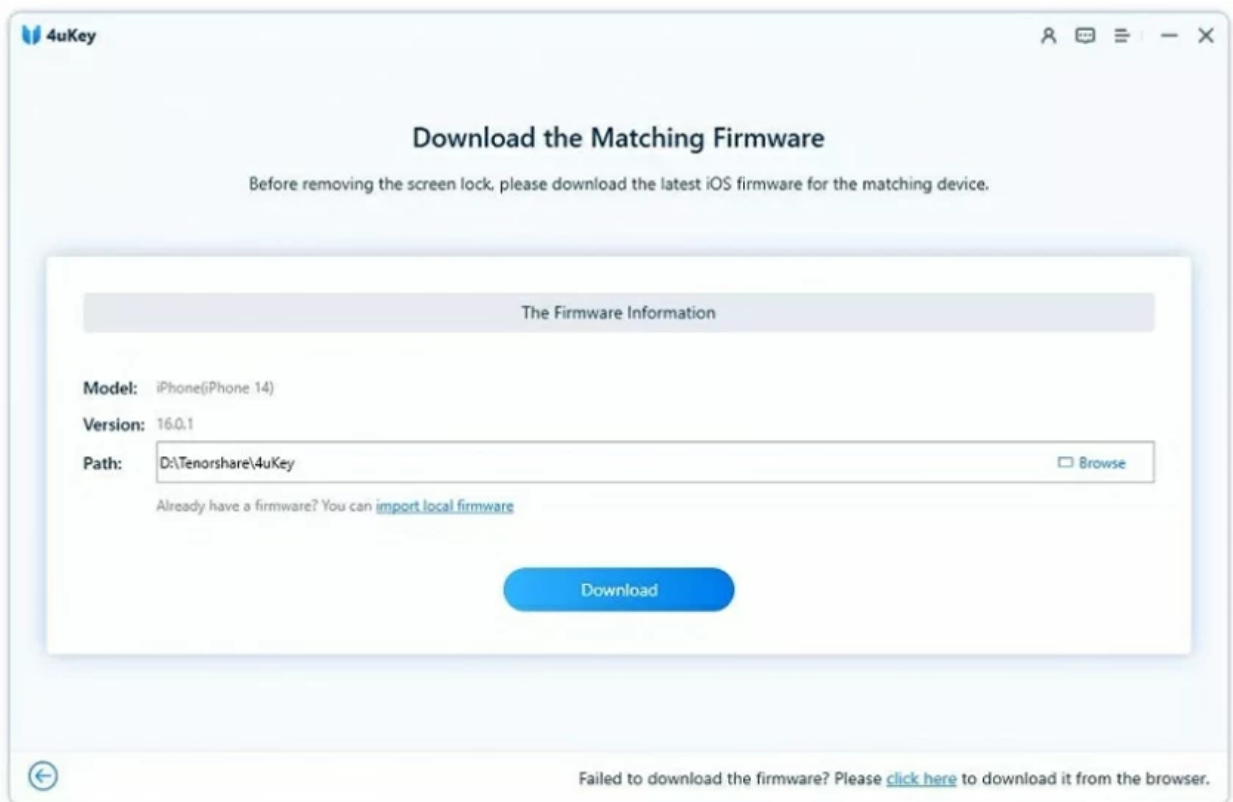 4uKey
Download the Matching Firmware
Before removing the screen lock, please download the latest iOS firmware for the matching device.
The Firmware Information
Model: iPhone(iPhone 14)
Version: 16.0.1
Path: D:\Tenorshare\4uKey Browse
Already have a firmware? You can import local firmware
Download
Failed to download the firmware? Please click here to download it from the browser.